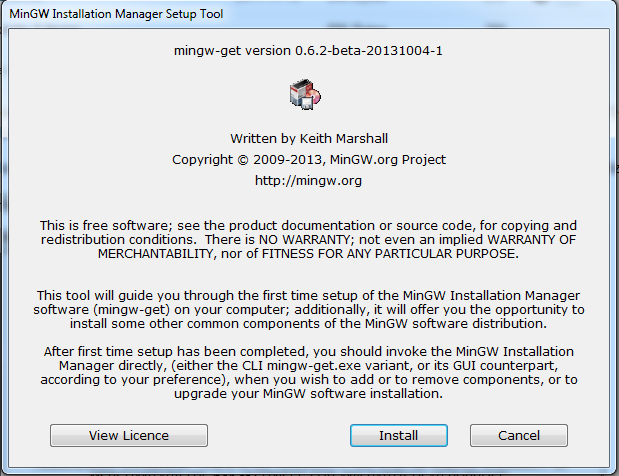 MinGW Installation Manager Setup Tool
mingw-get version 0.6.2-beta-20131004-1
Written by Keith Marshall
Copyright © 2009-2013, MinGW.org Project
http://mingw.org
This is free software; see the product documentation or source code, for copying and
redistribution conditions.  There is NO WARRANTY; not even an implied WARRANTY OF
MERCHANTABILITY, nor of FITNESS FOR ANY PARTICULAR PURPOSE.
This tool will guide you through the first time setup of the MinGW Installation Manager
software (mingw-get) on your computer; additionally, it will offer you the opportunity to
install some other common components of the MinGW software distribution.
After first time setup has been completed, you should invoke the MinGW Installation
Manager directly, (either the CLI mingw-get.exe variant, or its GUI counterpart,
according to your preference), when you wish to add or to remove components, or to
upgrade your MinGW software installation.
View Licence Install Cancel